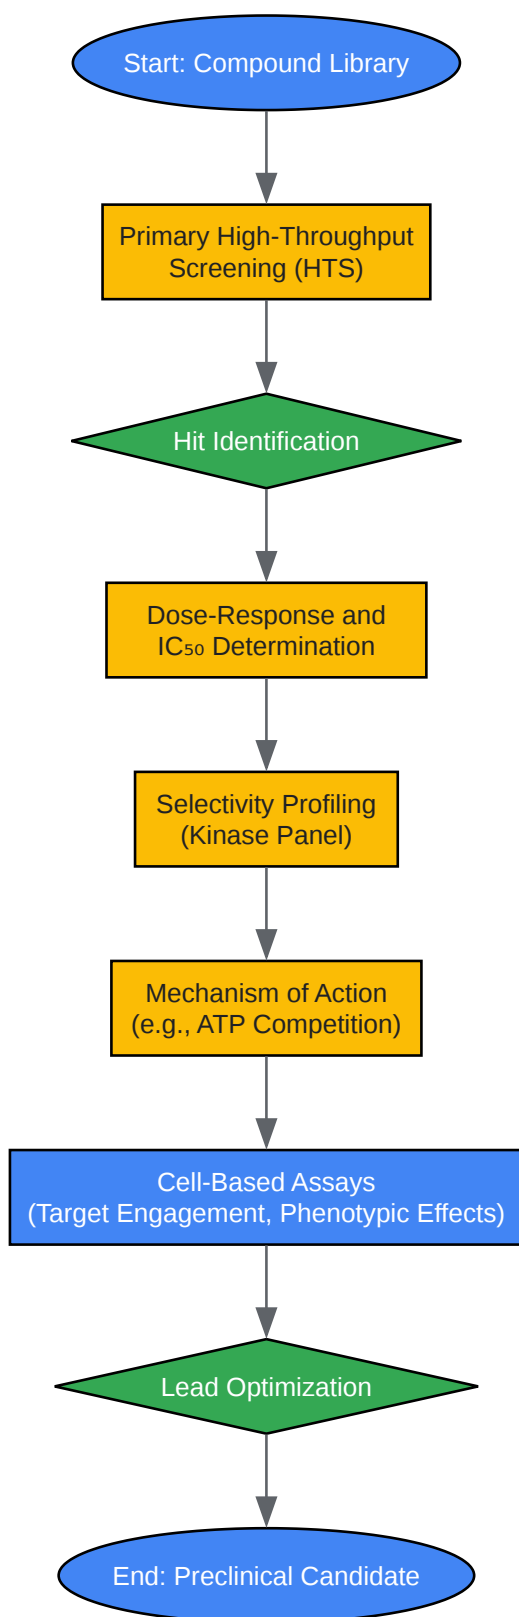 Start: Compound Library
Primary High-Throughput
Screening (HTS)
Hit Identification
Dose-Response and
IC₅₀ Determination
Selectivity Profiling
(Kinase Panel)
Mechanism of Action
(e.g., ATP Competition)
Cell-Based Assays
(Target Engagement, Phenotypic Effects)
Lead Optimization
End: Preclinical Candidate